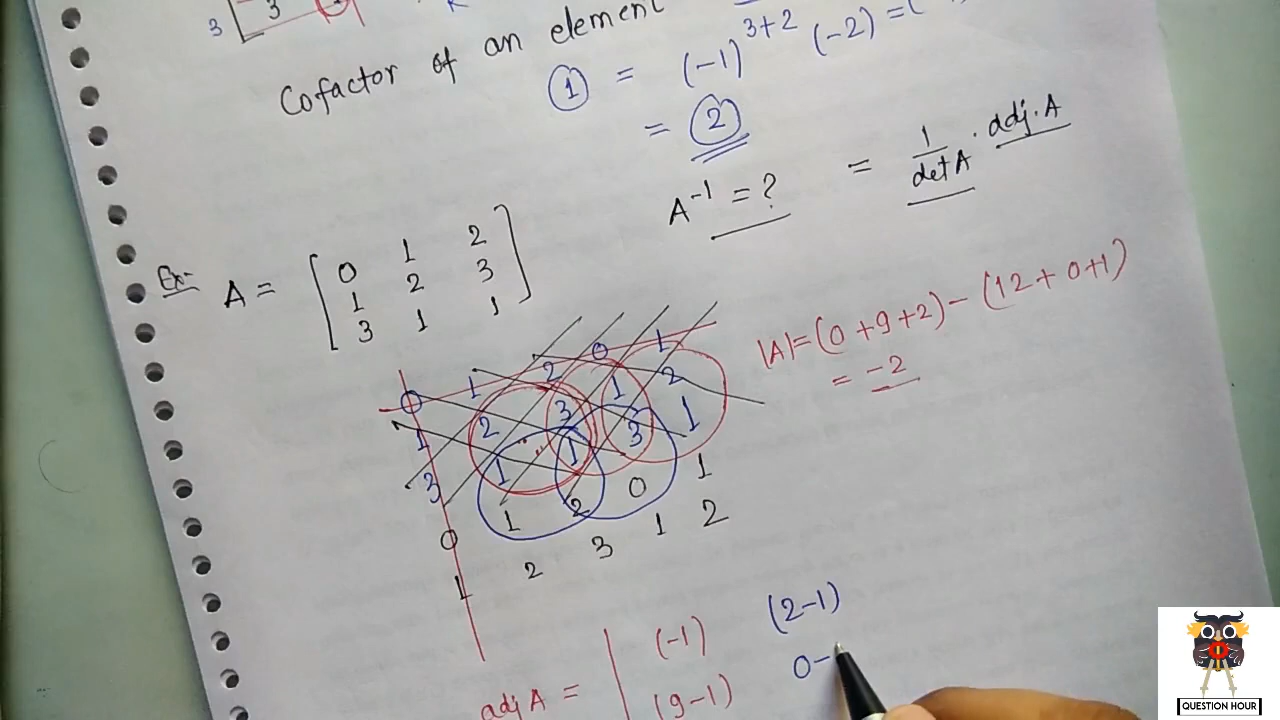 3 3
Cofactor of an element
① = (-1)^{3+2} (-2) = (
= ②
A^{-1} = ? = 1/det A · adj. A
Ex- A = [ 0 1 2
1 2 3
3 1 1 ]
|A| = (0+9+2) - (12+0+1)
= -2
0 1 2 0 1
1 2 3 1 2
3 1 1 3 1
0 1 2 0 1
1 2 3 1 2
adj A = | (-1) (2-1)
(9-1) 0-
QUESTION HOUR